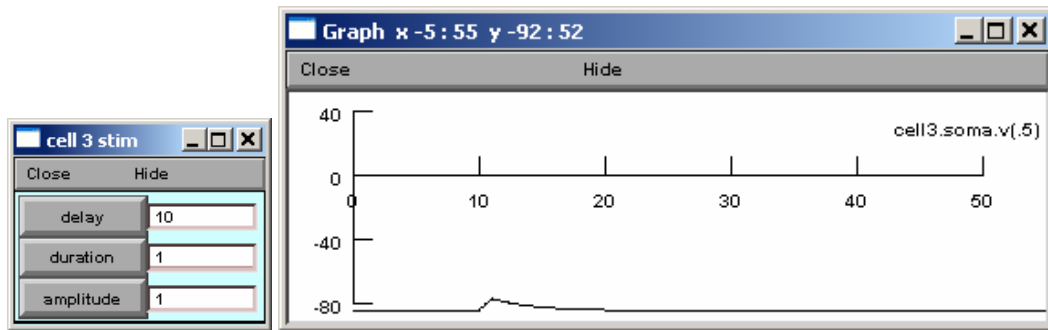 cell 3 stim
Close Hide
delay 10
duration 1
amplitude 1
Graph x -5 : 55 y -92 : 52
Close Hide
40
cell3.soma.v(.5)
0
0 10 20 30 40 50
-40
-80